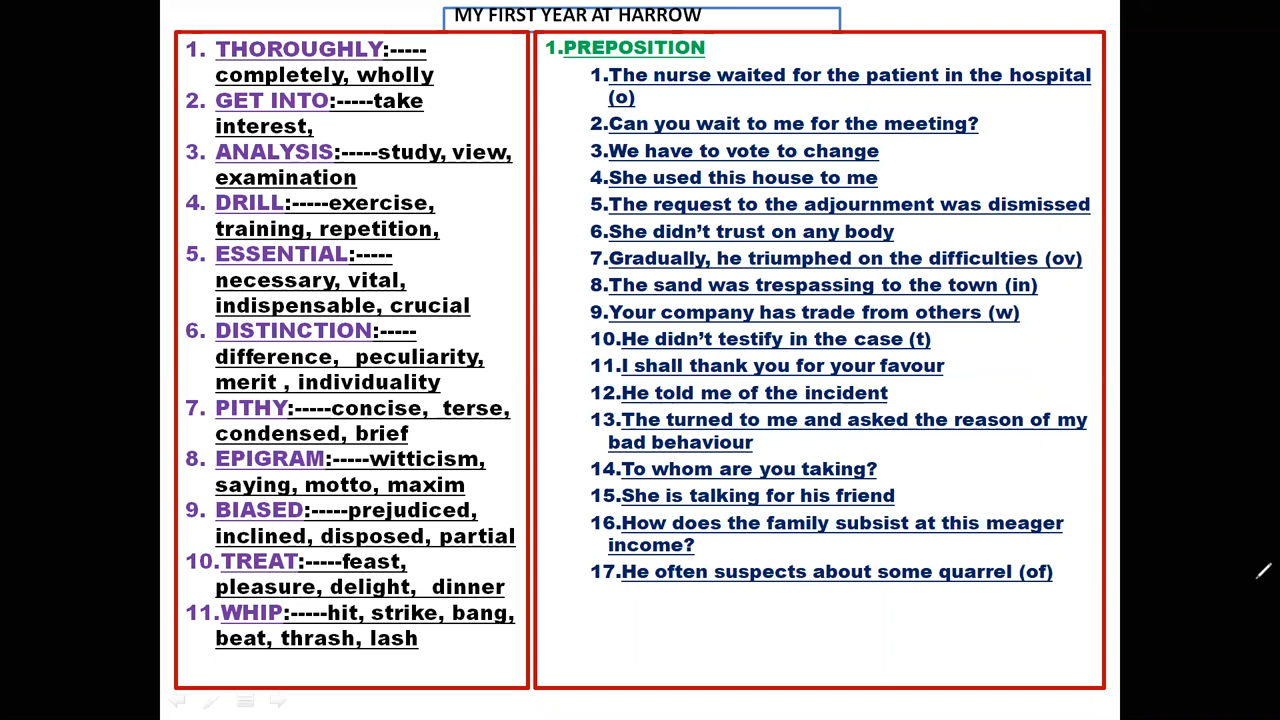 MY FIRST YEAR AT HARROW
1. THOROUGHLY:-----
completely, wholly
2. GET INTO:-----take
interest,
3. ANALYSIS:-----study, view,
examination
4. DRILL:-----exercise,
training, repetition,
5. ESSENTIAL:-----
necessary, vital,
indispensable, crucial
6. DISTINCTION:-----
difference, peculiarity,
merit , individuality
7. PITHY:-----concise, terse,
condensed, brief
8. EPIGRAM:-----witticism,
saying, motto, maxim
9. BIASED:-----prejudiced,
inclined, disposed, partial
10.TREAT:-----feast,
pleasure, delight, dinner
11.WHIP:-----hit, strike, bang,
beat, thrash, lash
1.PREPOSITION
1.The nurse waited for the patient in the hospital
(o)
2.Can you wait to me for the meeting?
3.We have to vote to change
4.She used this house to me
5.The request to the adjournment was dismissed
6.She didn’t trust on any body
7.Gradually, he triumphed on the difficulties (ov)
8.The sand was trespassing to the town (in)
9.Your company has trade from others (w)
10.He didn’t testify in the case (t)
11.I shall thank you for your favour
12.He told me of the incident
13.The turned to me and asked the reason of my
bad behaviour
14.To whom are you taking?
15.She is talking for his friend
16.How does the family subsist at this meager
income?
17.He often suspects about some quarrel (of)